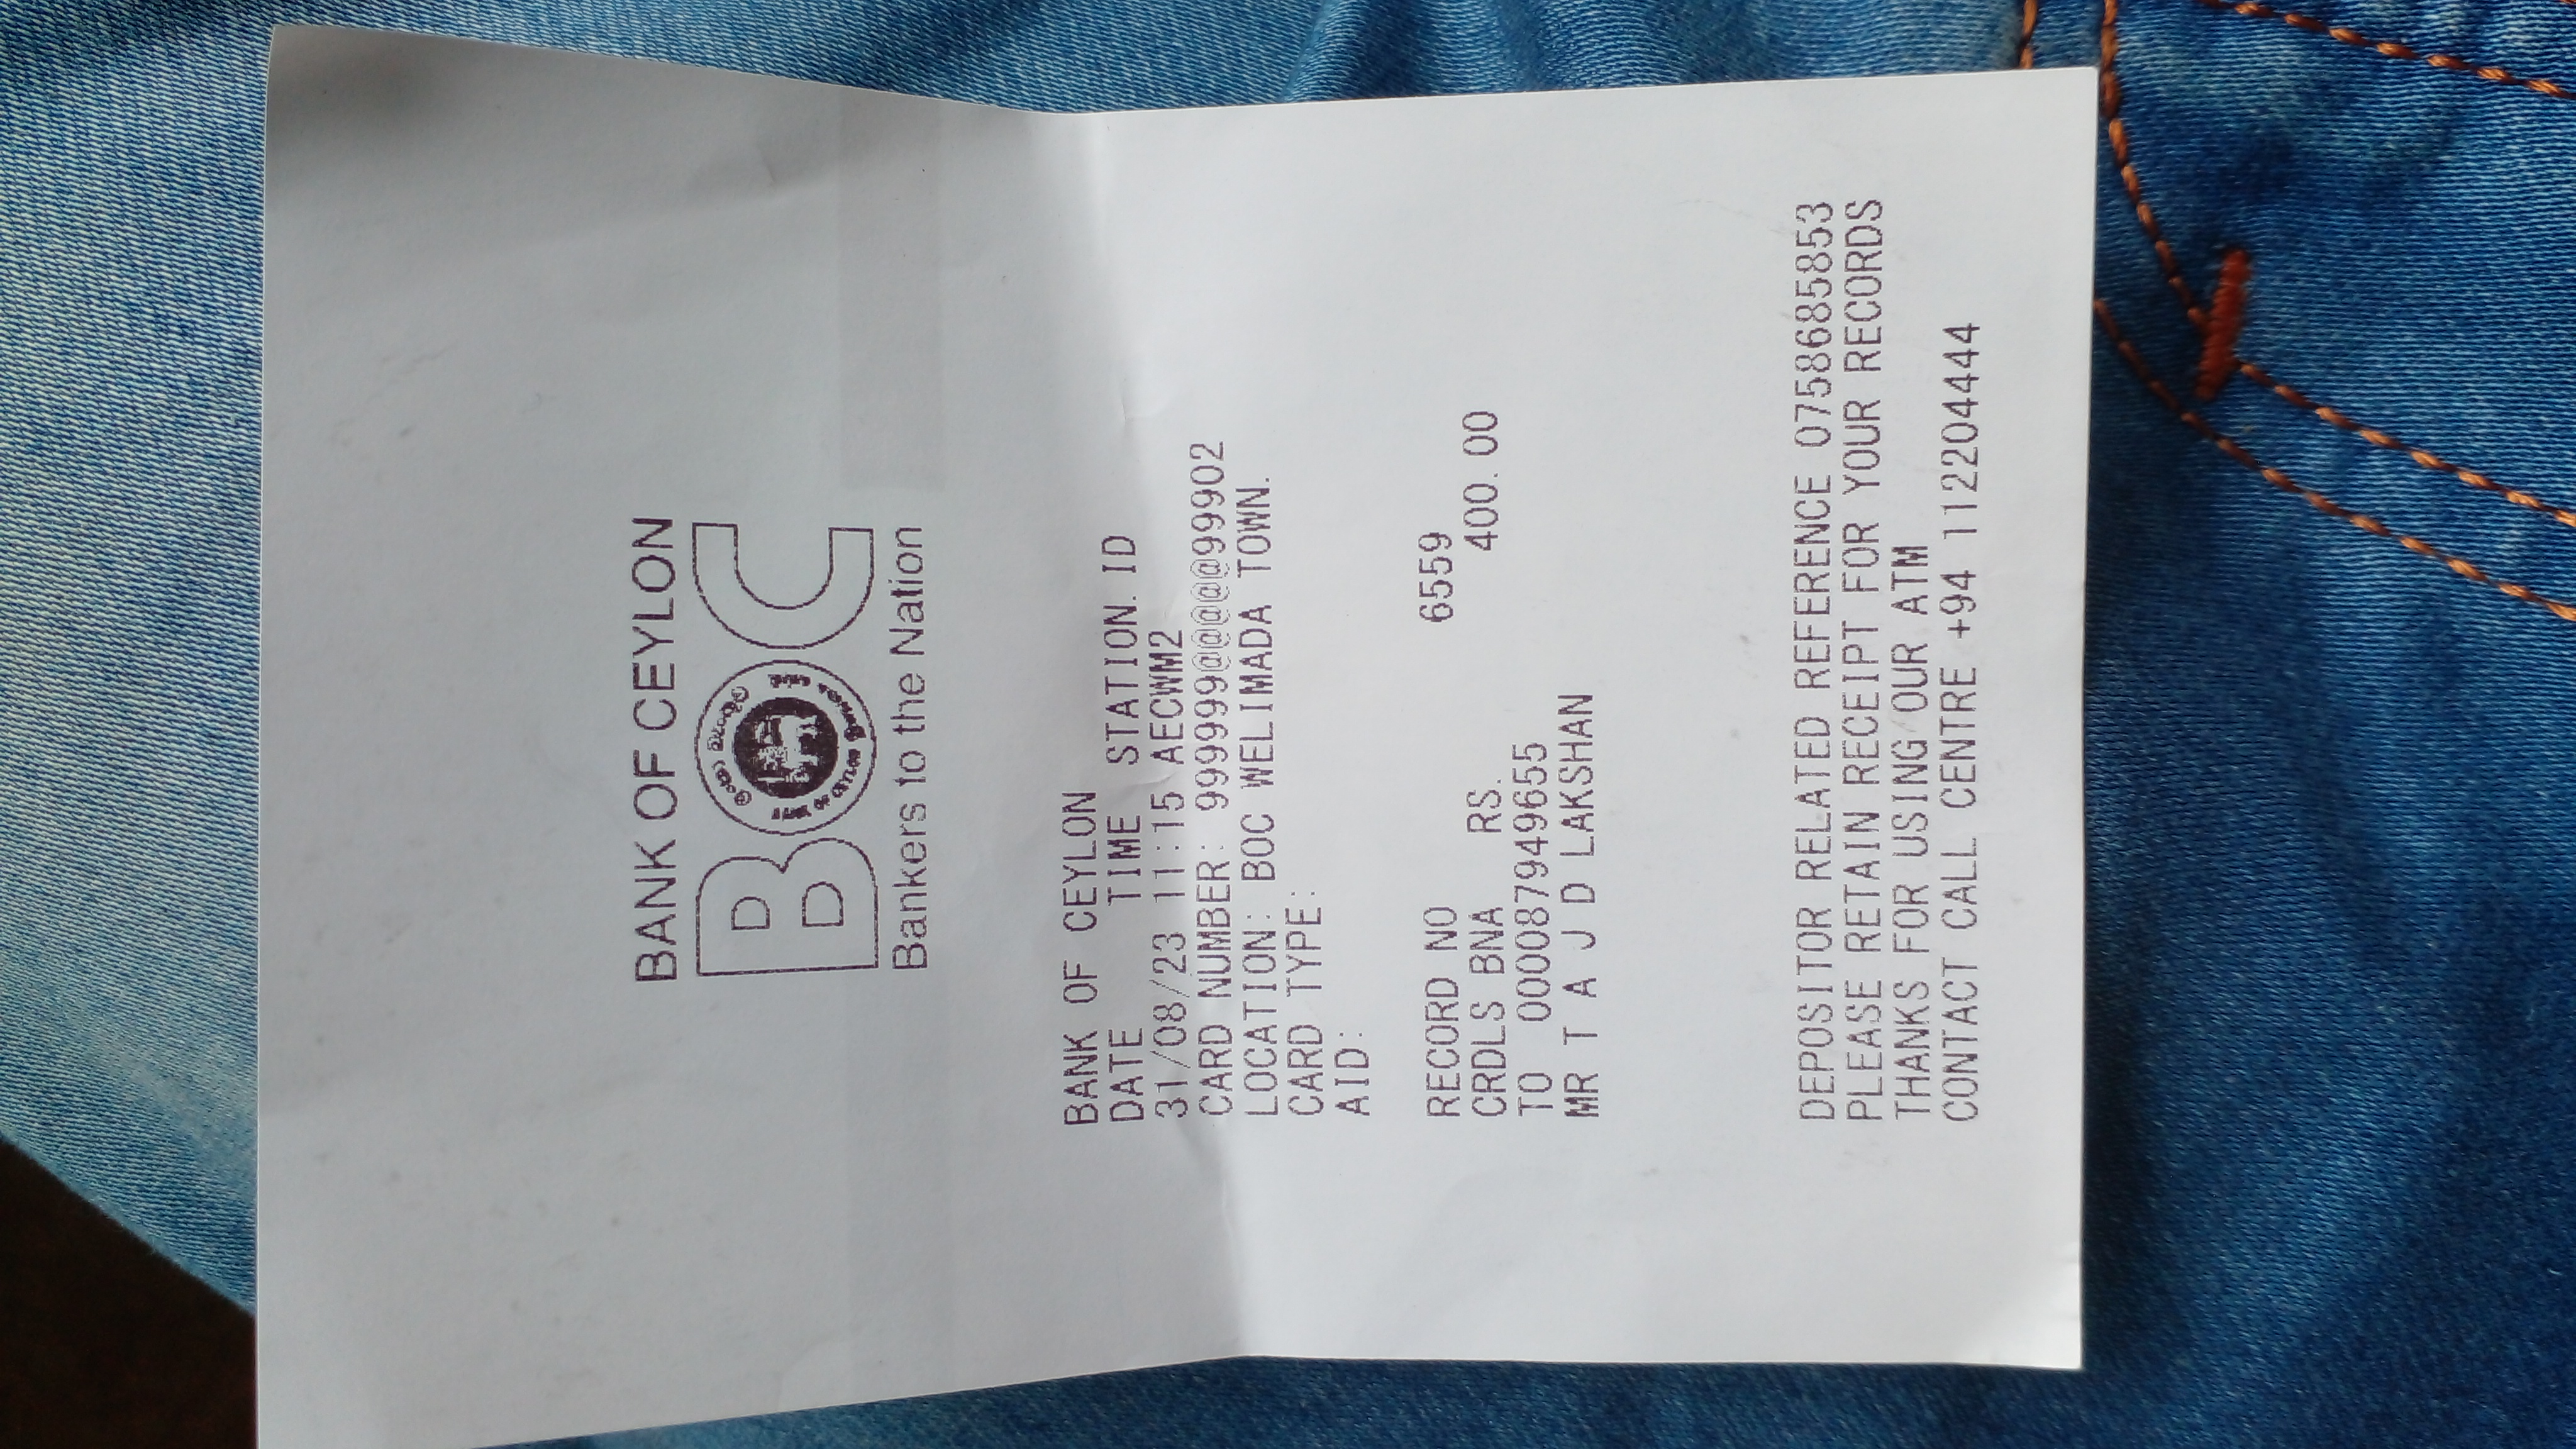 BANK OF CEYLON
BOC
Bankers to the Nation
BANK OF CEYLON
DATE TIME STATION.ID
31/08/23 11:15 AECWM2
CARD NUMBER: 999999@@@@@@99902
LOCATION: BOC WELIMADA TOWN.
CARD TYPE:
AID:
RECORD NO 6559
CRDLS BNA RS. 400.00
TO 000087949655
MR T A J D LAKSHAN
DEPOSITOR RELATED REFERENCE 0758685853
PLEASE RETAIN RECEIPT FOR YOUR RECORDS
THANKS FOR USING OUR ATM
CONTACT CALL CENTRE +94 112204444